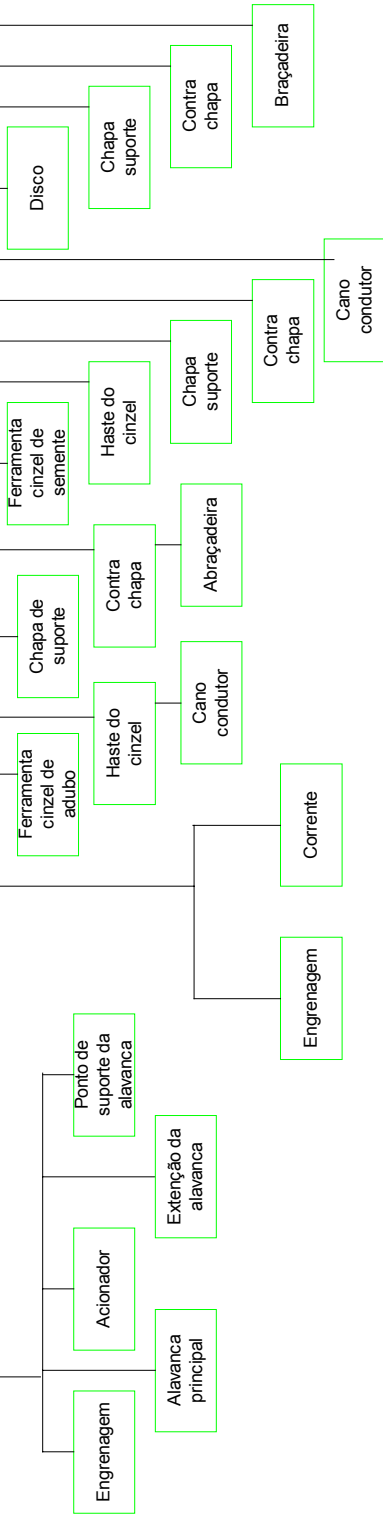 Engrenagem
Alavanca
principal
Acionador
Extenção da
alavanca
Ponto de
suporte da
alavanca
Engrenagem
Corrente
Ferramenta
cinzel de
adubo
Haste do
cinzel
Cano
condutor
Chapa de
suporte
Contra
chapa
Abraçadeira
Ferramenta
cinzel de
semente
Haste do
cinzel
Chapa
suporte
Contra
chapa
Cano
condutor
Disco
Chapa
suporte
Contra
chapa
Braçadeira